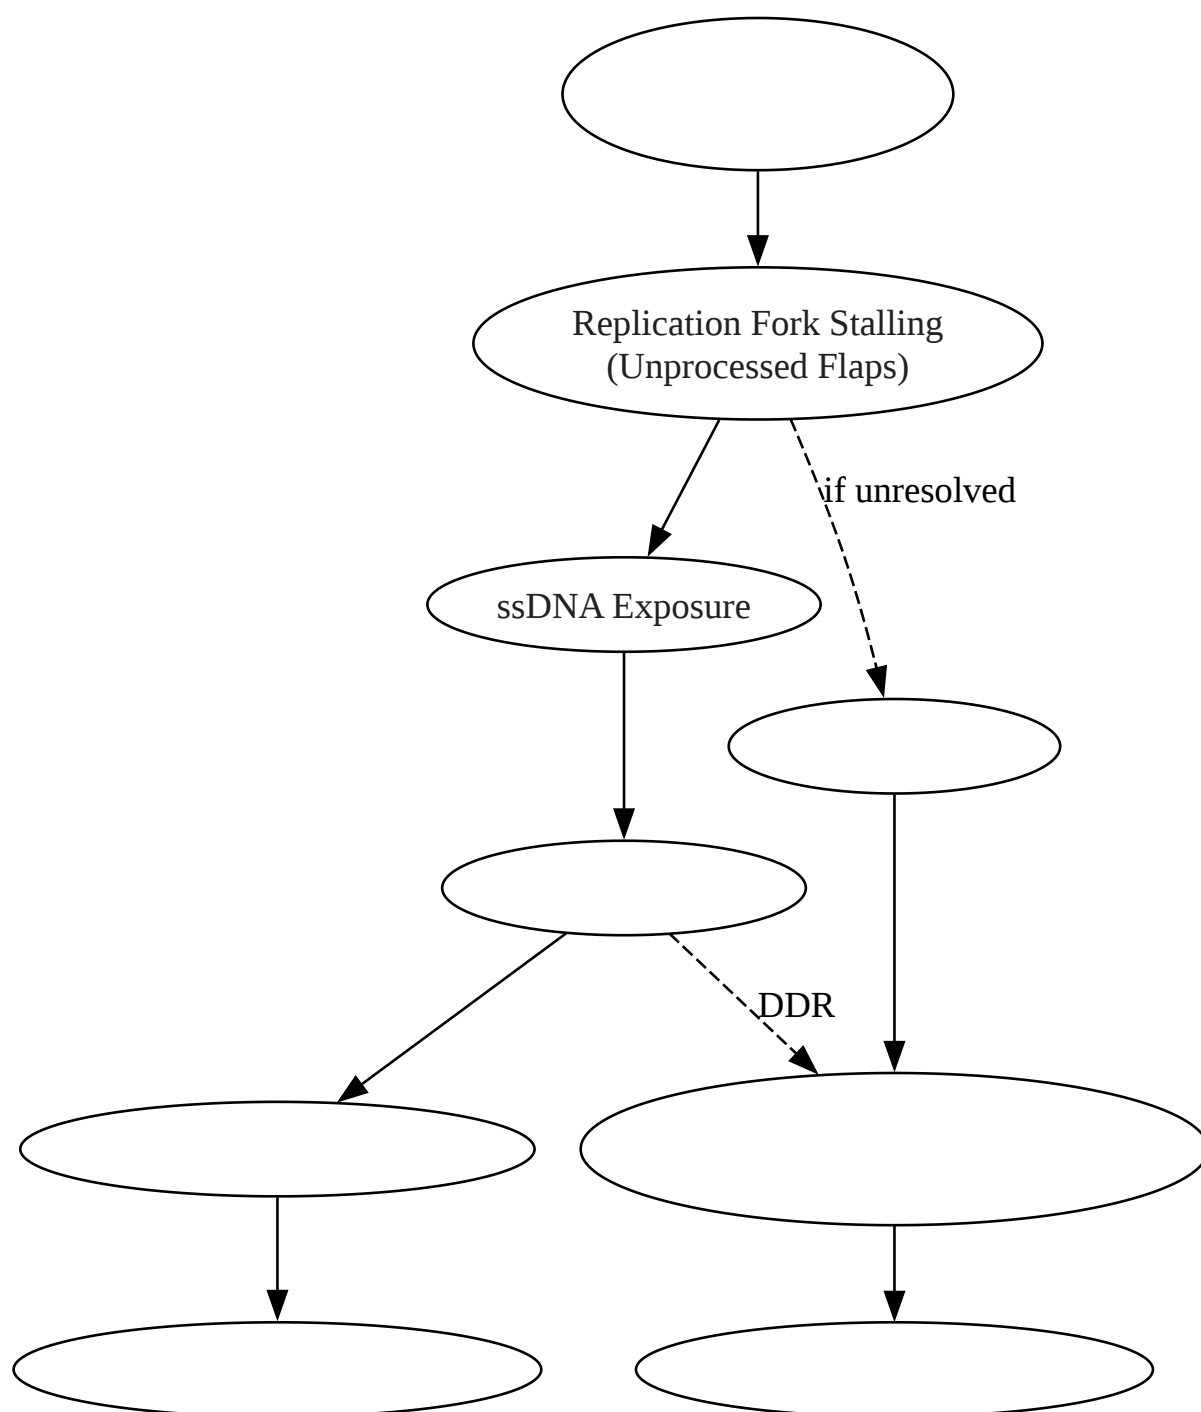 Replication Fork Stalling
(Unprocessed Flaps)
if unresolved
ssDNA Exposure
DDR